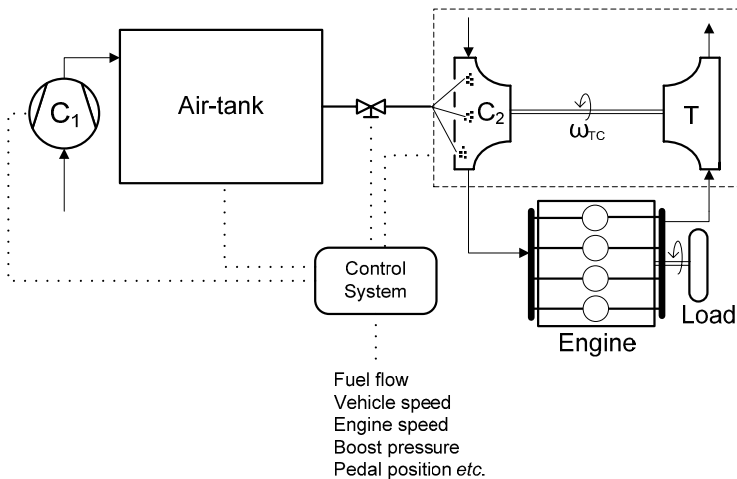 C1
Air-tank
C2
ωTC
T
Control
System
Load
Engine
Fuel flow
Vehicle speed
Engine speed
Boost pressure
Pedal position etc.